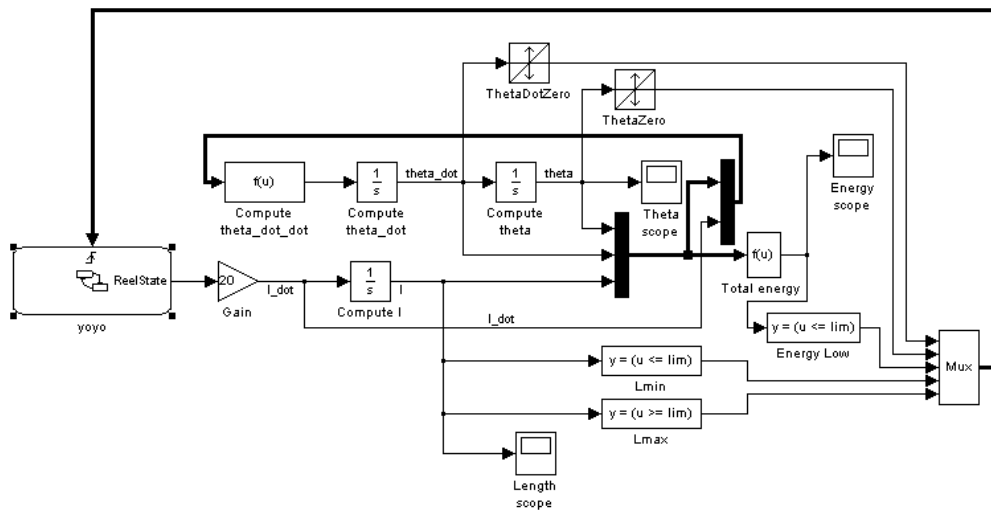 ThetaDotZero
ThetaZero
Energy
scope
f(u)
Compute
theta_dot_dot
1
s
Compute
theta_dot
theta_dot
1
s
Compute
theta
theta
Theta
scope
ReelState
yoyo
20
Gain
l_dot
1
s
Compute l
l
l_dot
f(u)
Total energy
y = (u <= lim)
Energy Low
y = (u <= lim)
Lmin
y = (u >= lim)
Lmax
Mux
Length
scope